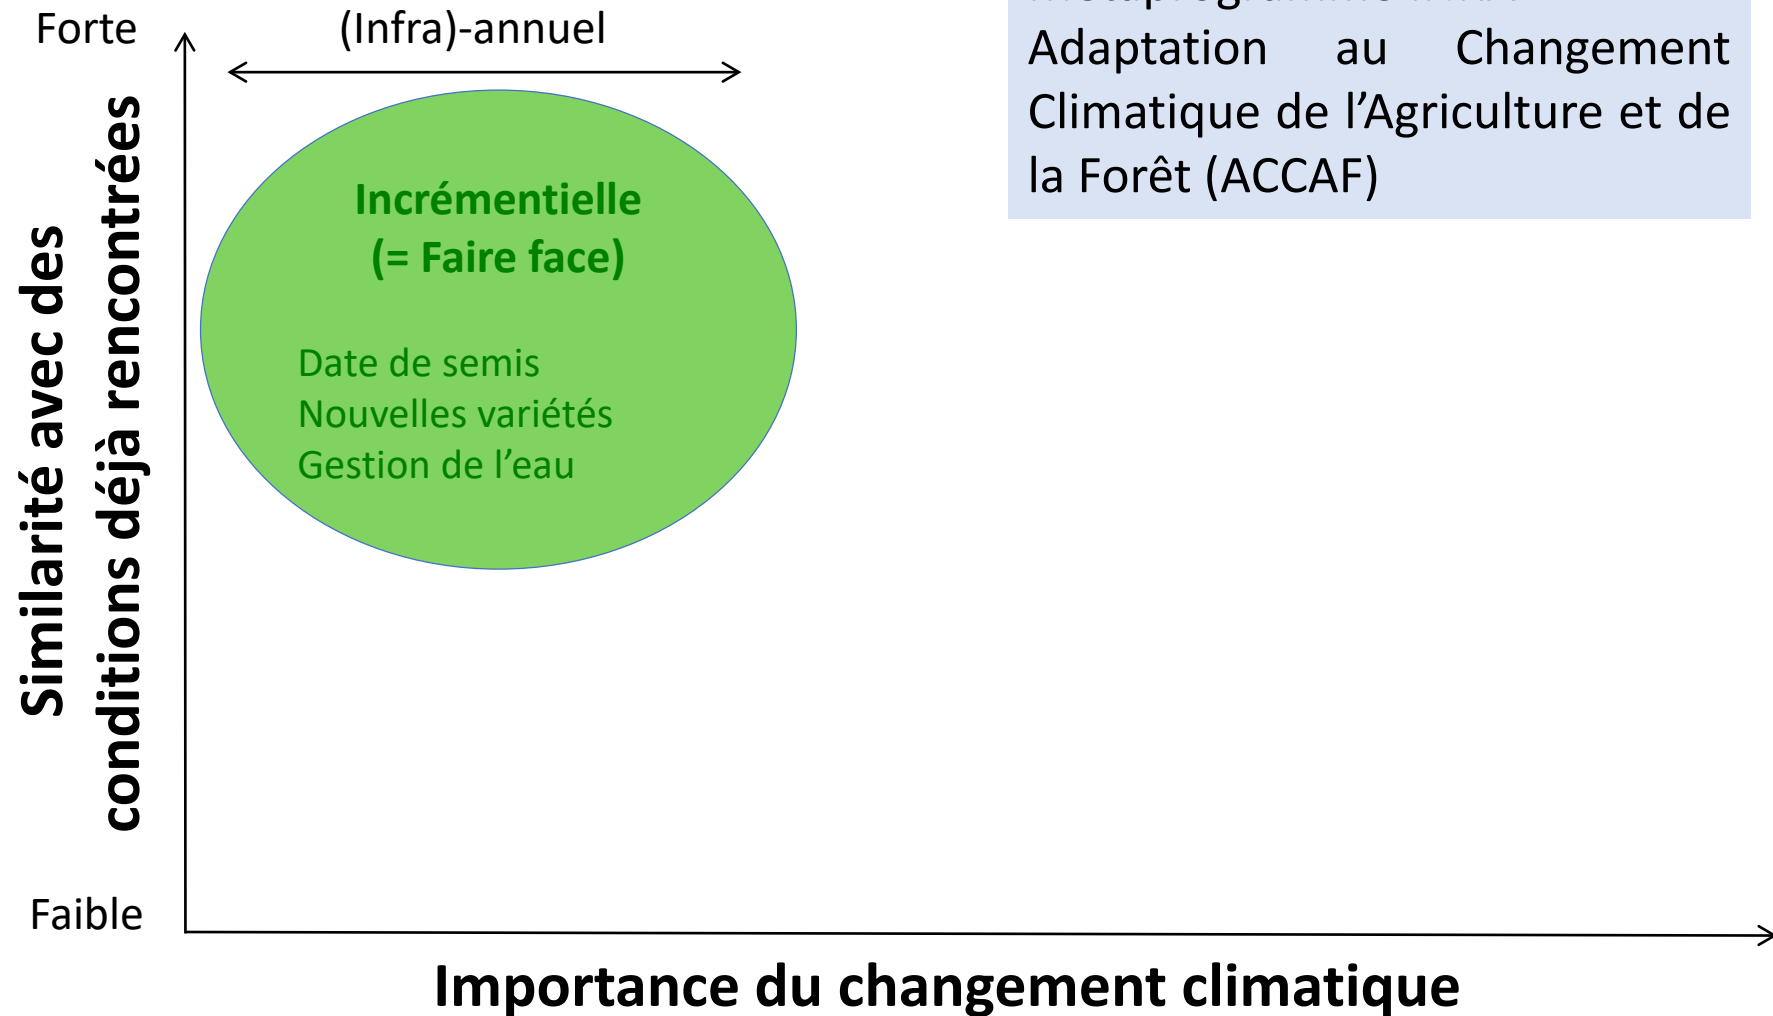 Forte
(Infra)-annuel
Adaptation au Changement
Climatique de l’Agriculture et de
la Forêt (ACCAF)
Incrémentielle
(= Faire face)
Date de semis
Nouvelles variétés
Gestion de l’eau
Similarité avec des
conditions déjà rencontrées
Faible
Importance du changement climatique